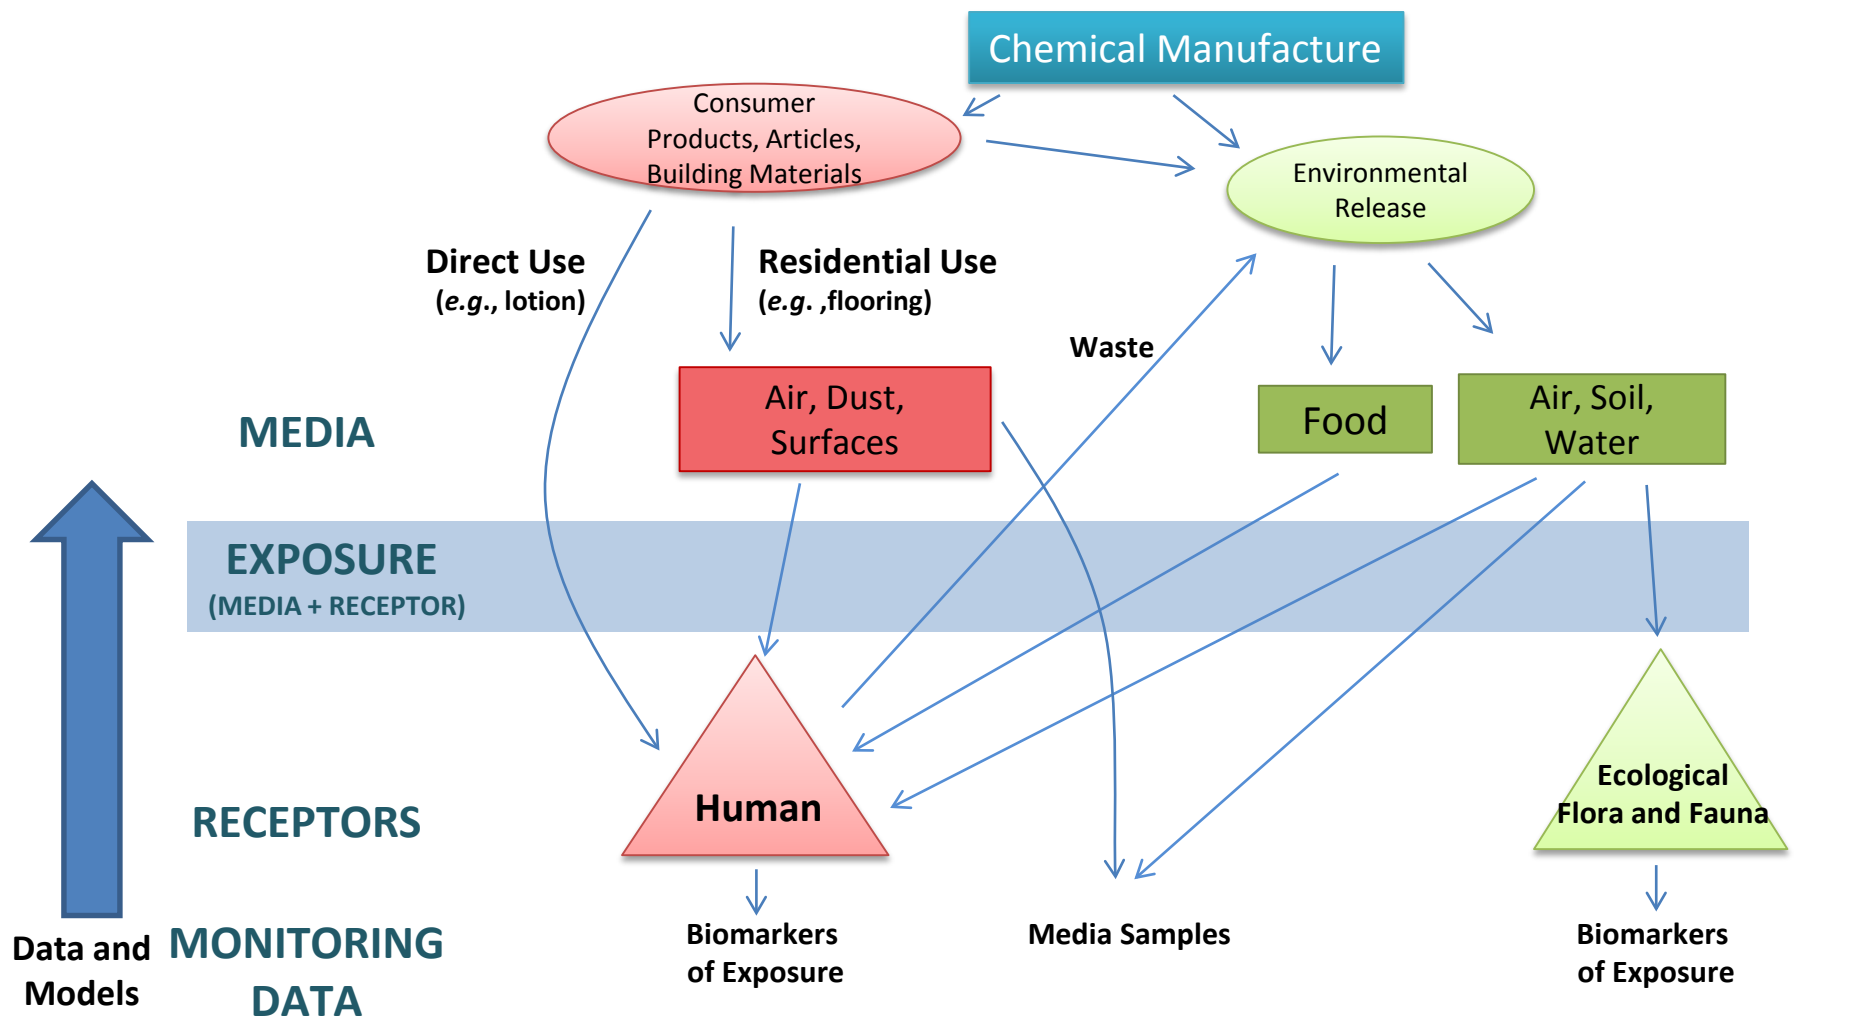 Chemical Manufacture
Consumer
Products, Articles,
Building Materials
Environmental
Release
Direct Use
(e.g., lotion)
Residential Use
(e.g. ,flooring)
Waste
MEDIA
Air, Dust,
Surfaces
Food
Air, Soil,
Water
EXPOSURE
(MEDIA + RECEPTOR)
RECEPTORS
Human
Ecological
Flora and Fauna
Data and
Models
MONITORING
DATA
Biomarkers
of Exposure
Media Samples
Biomarkers
of Exposure